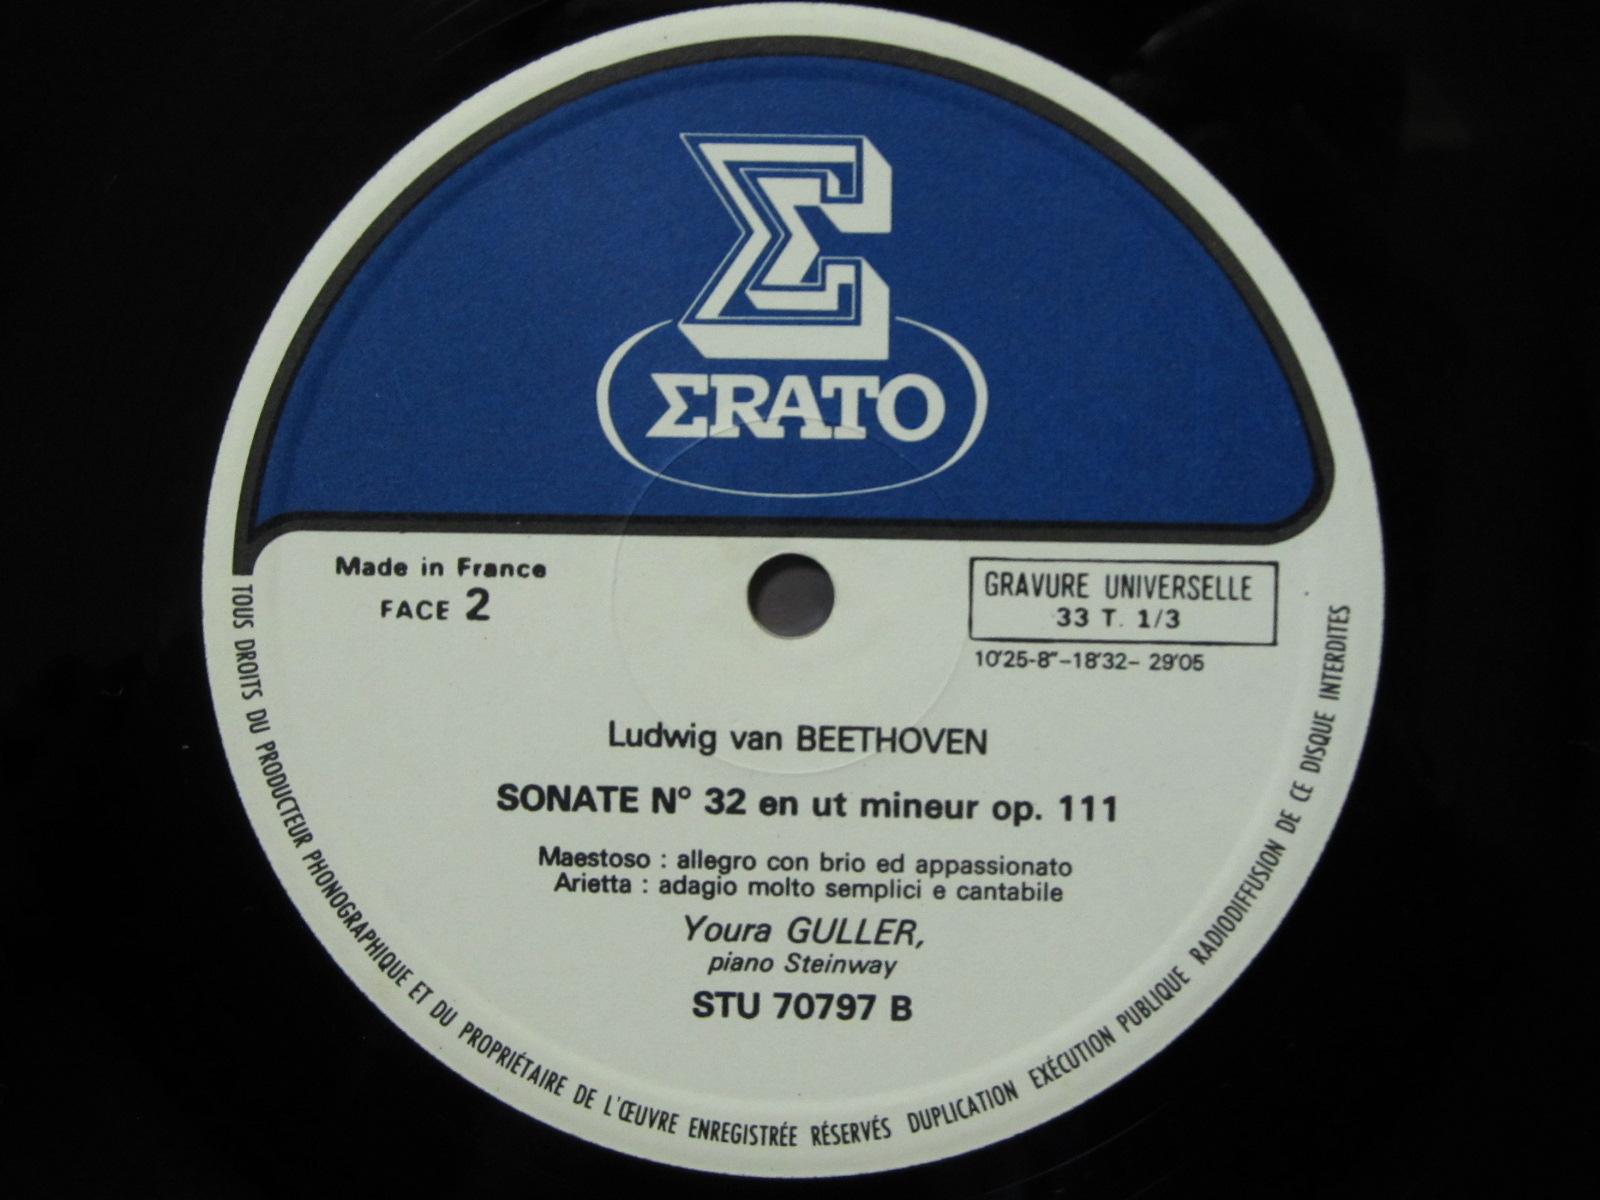 Σ
ΣRATO
Made in France
FACE 2
GRAVURE UNIVERSELLE
33 T. 1/3
10'25-8"-18'32- 29'05
Ludwig van BEETHOVEN
SONATE N° 32 en ut mineur op. 111
Maestoso : allegro con brio ed appassionato
Arietta : adagio molto semplici e cantabile
Youra GULLER,
piano Steinway
STU 70797 B
TOUS DROITS DU PRODUCTEUR PHONOGRAPHIQUE ET DU PROPRIÉTAIRE DE L'ŒUVRE ENREGISTRÉE RÉSERVÉS DUPLICATION EXÉCUTION PUBLIQUE RADIODIFFUSION DE CE DISQUE INTERDITES